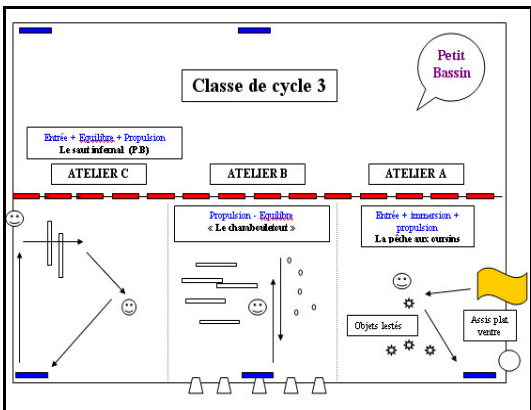 Petit
Bassin
Classe de cycle 3
Entrée + Equilibre + Propulsion
Le saut infernal (P.B)
ATELIER C
ATELIER B
ATELIER A
Propulsion - Equilibre
« Le chambouletout »
Entrée + immersion +
propulsion
La pêche aux oursins
Objets lestés
Assis plat
ventre